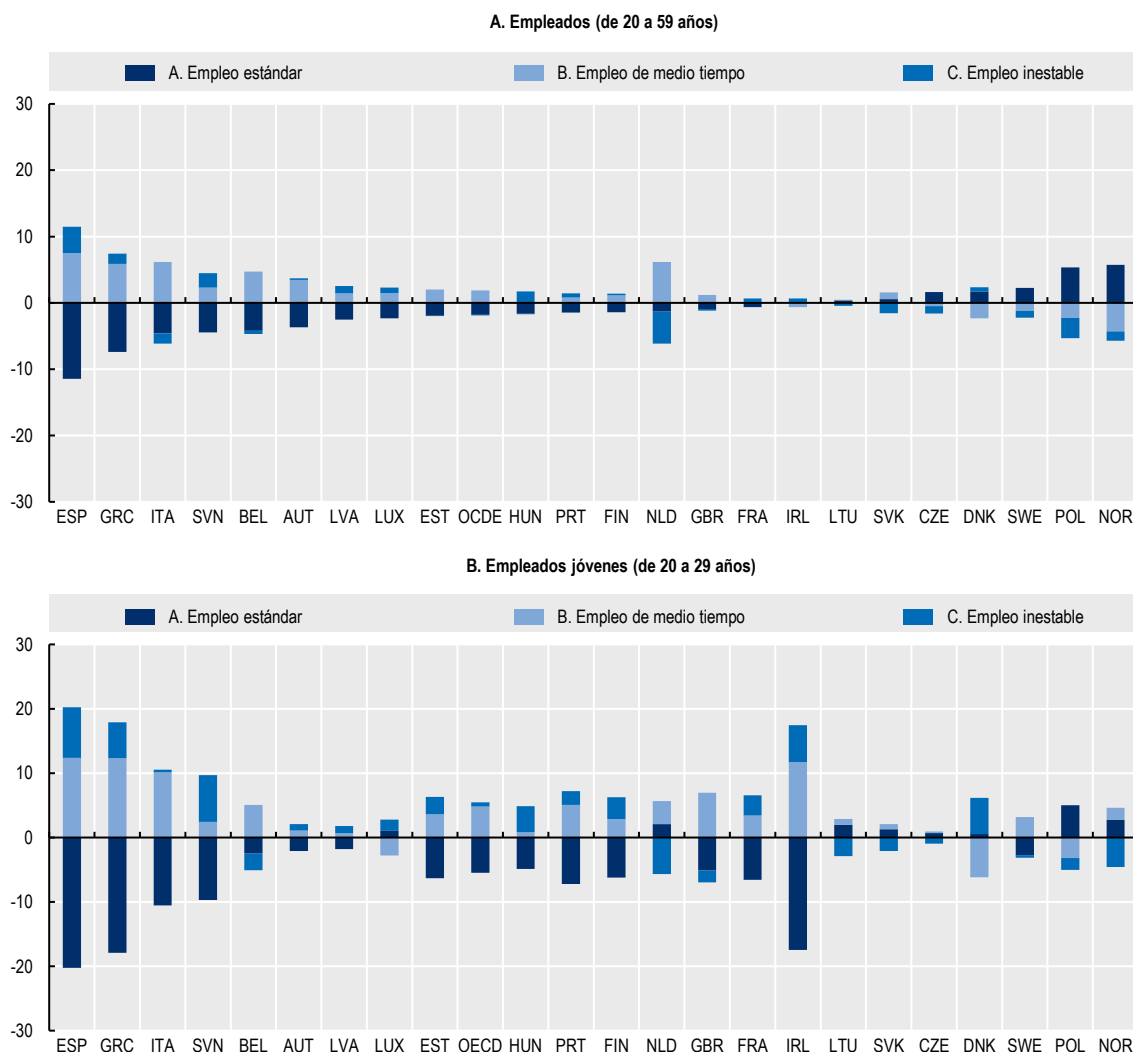 A. Empleados (de 20 a 59 años)
A. Empleo estándar B. Empleo de medio tiempo C. Empleo inestable
30
20
10
0
-10
-20
-30
ESP GRC ITA SVN BEL AUT LVA LUX EST OCDE HUN PRT FIN NLD GBR FRA IRL LTU SVK CZE DNK SWE POL NOR
B. Empleados jóvenes (de 20 a 29 años)
A. Empleo estándar B. Empleo de medio tiempo C. Empleo inestable
30
20
10
0
-10
-20
-30
ESP GRC ITA SVN BEL AUT LVA LUX EST OECD HUN PRT FIN NLD GBR FRA IRL LTU SVK CZE DNK SWE POL NOR